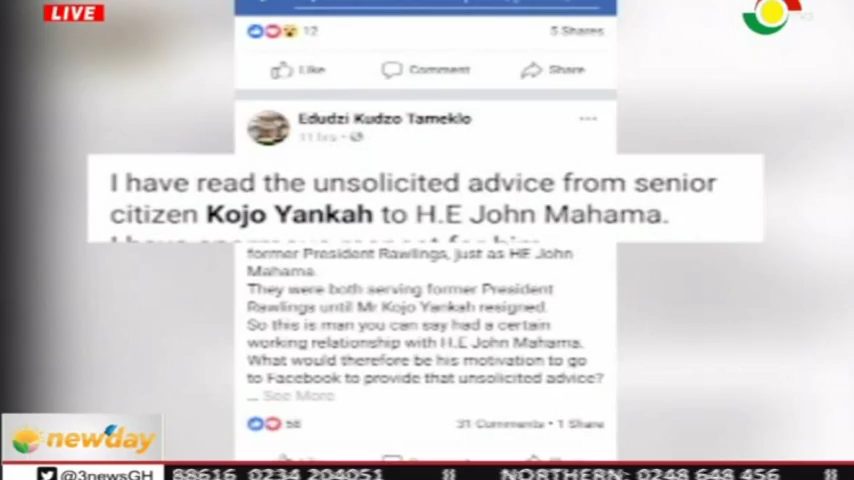 LIVE
12
5 Shares
Like Comment Share
Edudzi Kudzo Tameklo
11 hrs
I have read the unsolicited advice from senior
citizen Kojo Yankah to H.E John Mahama.
former President Rawlings, just as HE John
Mahama.
They were both serving former President
Rawlings until Mr Kojo Yankah resigned.
So this is man you can say had a certain
working relationship with H.E John Mahama.
What would therefore be his motivation to go
to Facebook to provide that unsolicited advice?
... See More
58
31 Comments • 1 Share
newday
@3newsGH 88616 0234 204051 NORTHERN: 0248 648 456